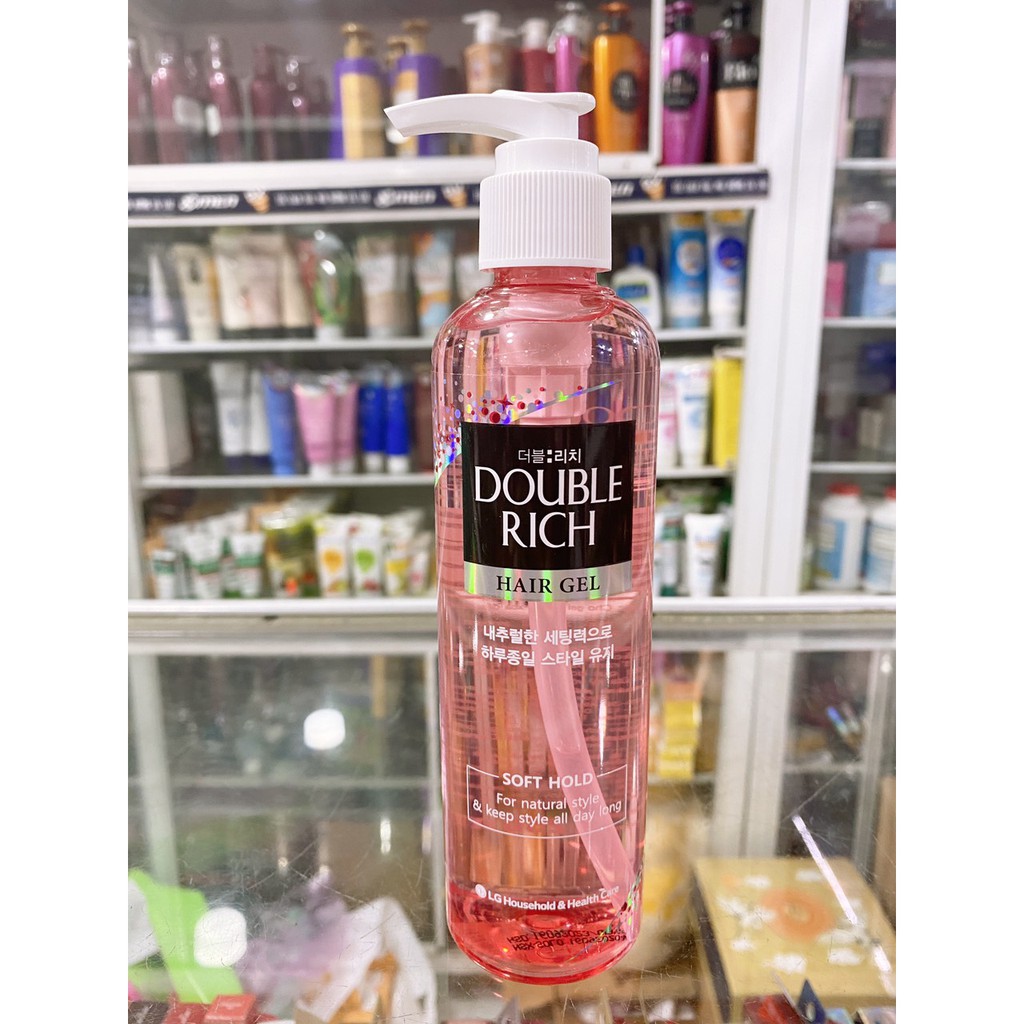 더블:리치
DOUBLE
RICH
HAIR GEL
내추럴한 세팅력으로
하루종일 스타일 유지
SOFT HOLD
For natural style
& keep style all day long
LG Household & Health Care